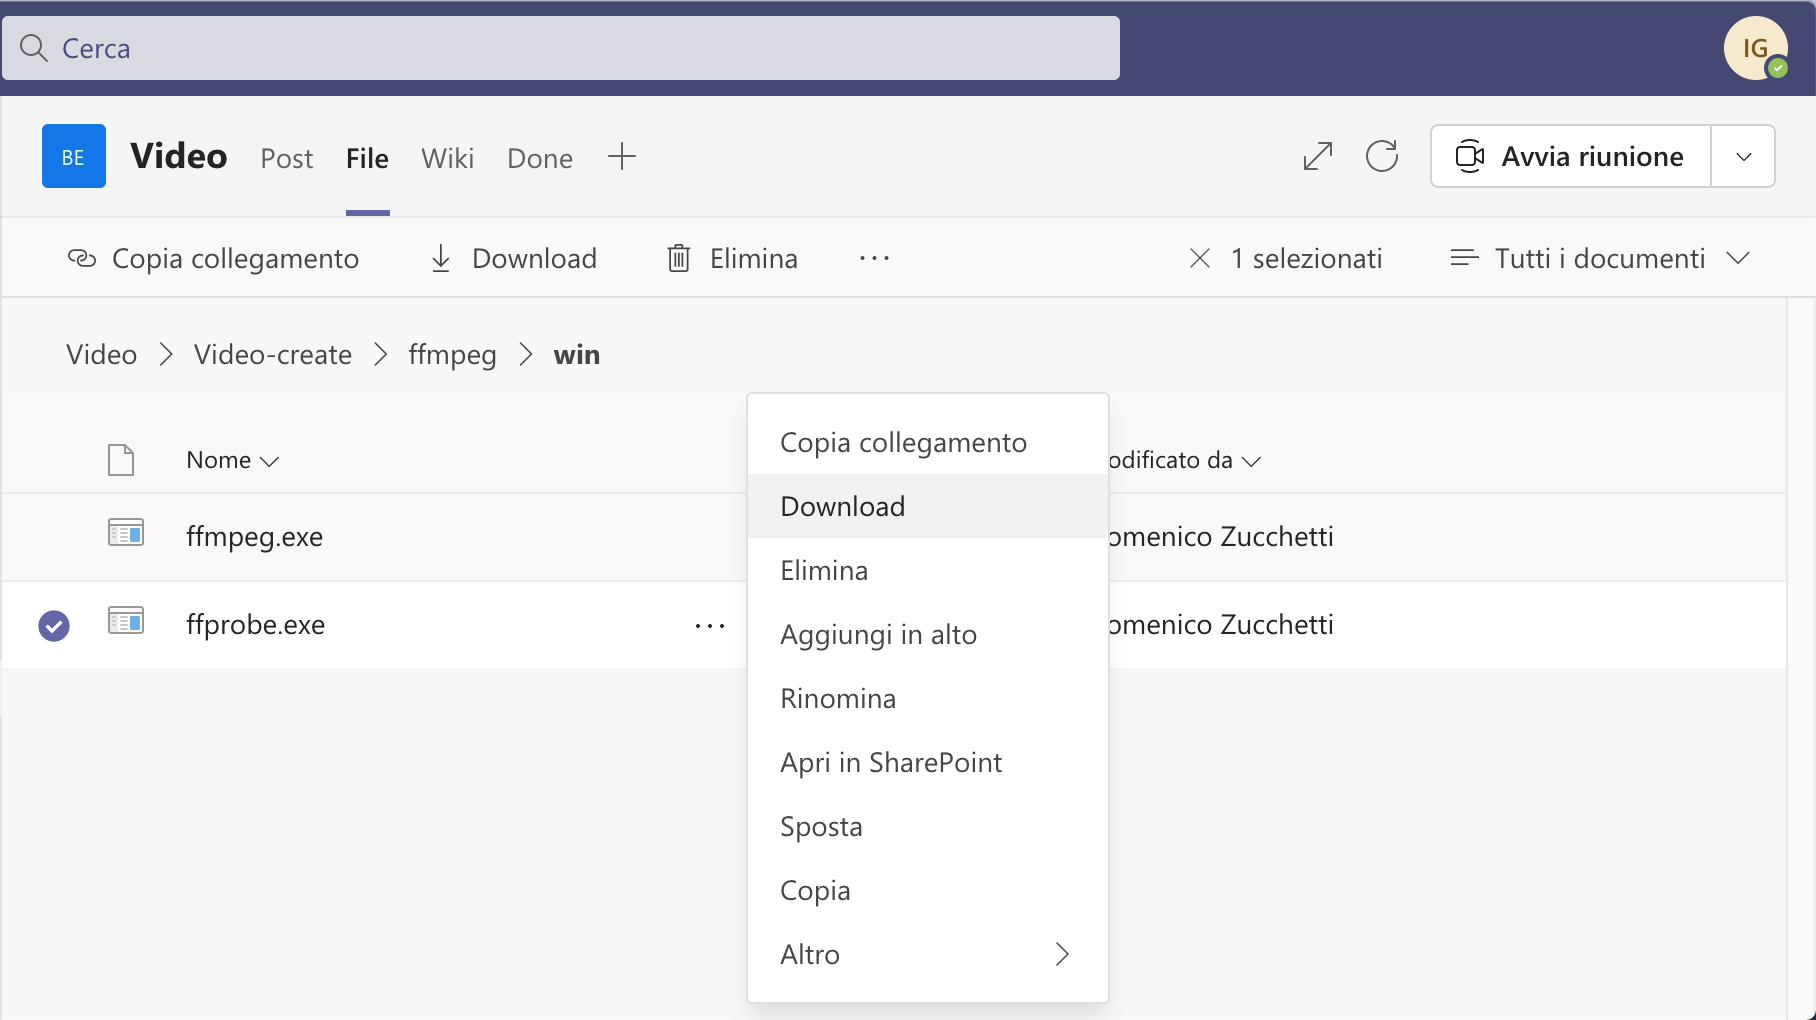 Cerca
IG
BE Video Post File Wiki Done
Avvia riunione
Copia collegamento Download Elimina ··· 1 selezionati Tutti i documenti
Video > Video-create > ffmpeg > win
Nome
odificato da
ffmpeg.exe
omenico Zucchetti
ffprobe.exe ···
omenico Zucchetti
Copia collegamento
Download
Elimina
Aggiungi in alto
Rinomina
Apri in SharePoint
Sposta
Copia
Altro